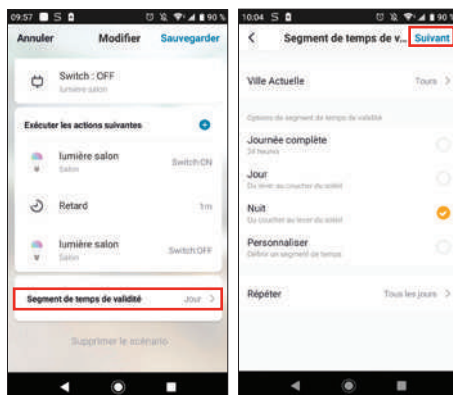 09:57 S 90 %
Annuler Modifier Sauvegarder
Switch : OFF
lumière salon
Exécuter les actions suivantes
lumière salon
Salon
Switch:ON
Retard
1m
lumière salon
Salon
Switch:OFF
Segment de temps de validité Jour
Supprimer le scénario
10:04 S 90 %
Segment de temps de v... Suivant
Ville Actuelle Tours
Options de segment de temps de validité
Journée complète
24 heures
Jour
Du lever au coucher du soleil
Nuit
Du coucher au lever du soleil
Personnaliser
Définir un segment de temps
Répéter Tous les jours